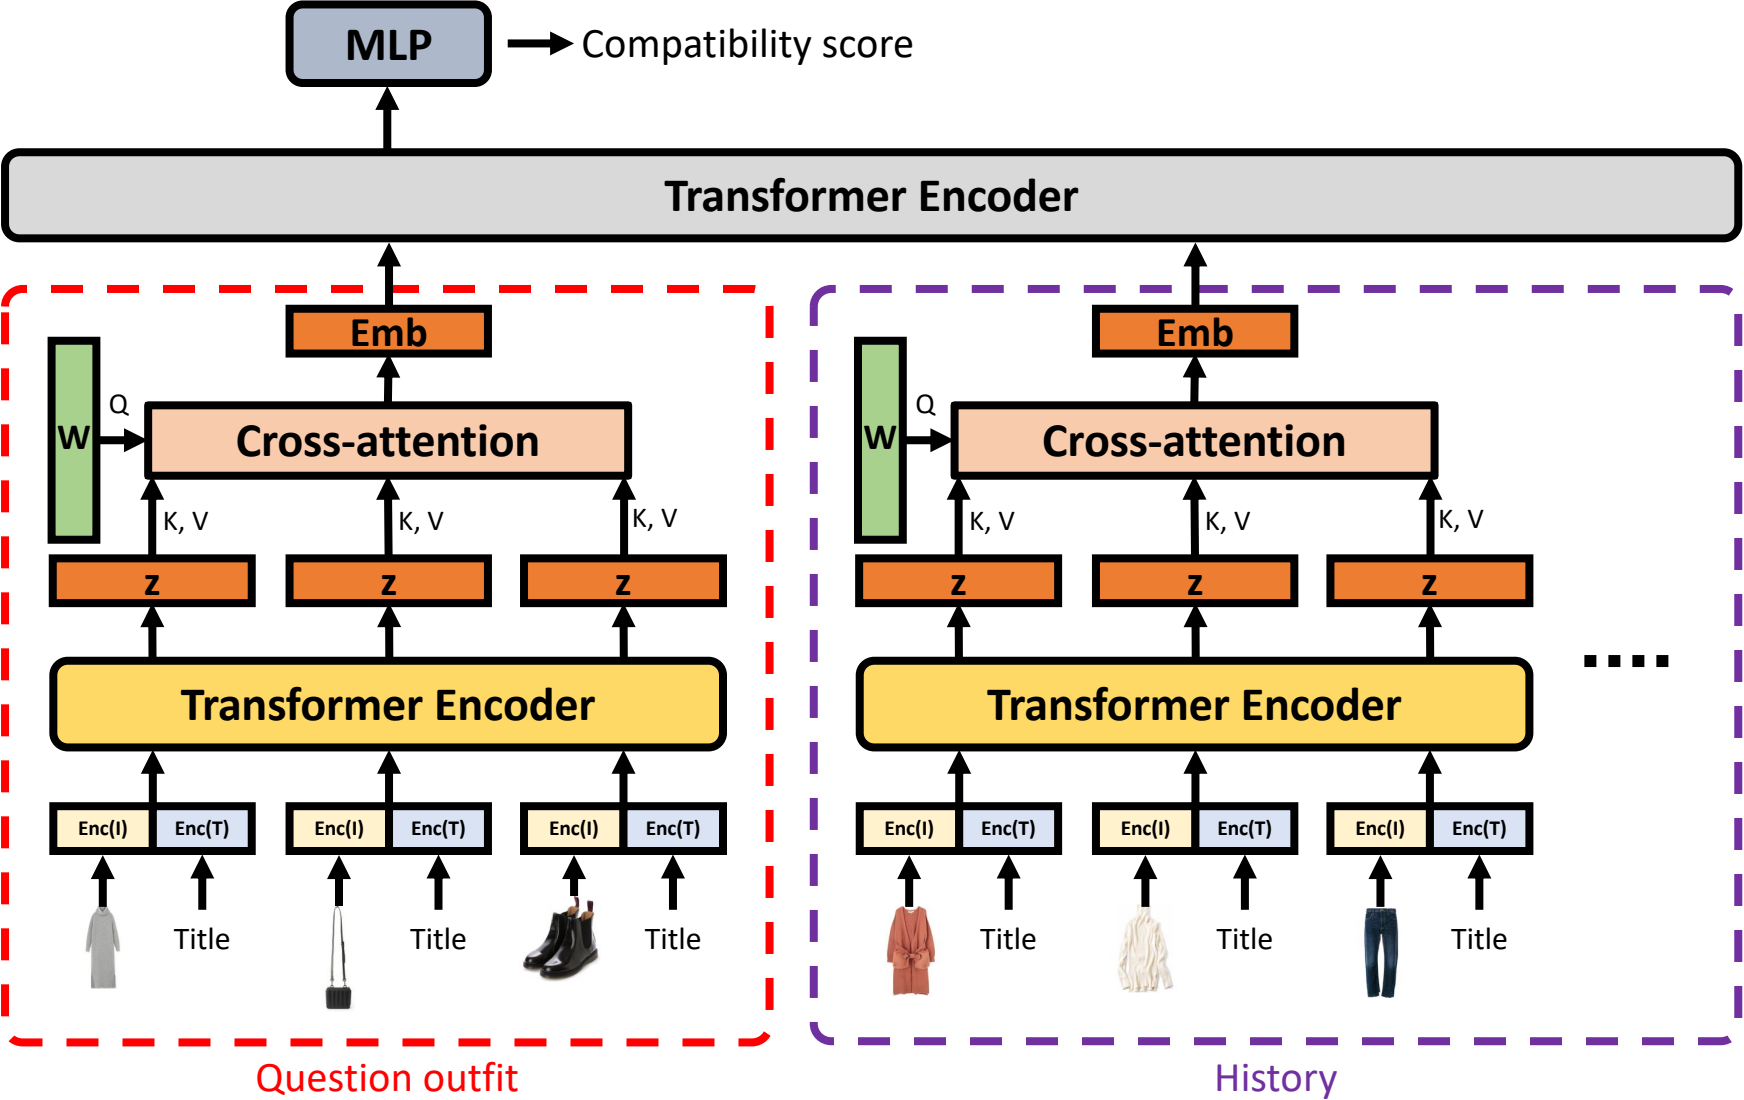 MLP
Compatibility score
Transformer Encoder
Emb
Emb
W
Q
Cross-attention
W
Q
Cross-attention
K, V
K, V
K, V
K, V
K, V
K, V
z
z
z
z
z
z
Transformer Encoder
Transformer Encoder
Enc(I) Enc(T)
Enc(I) Enc(T)
Enc(I) Enc(T)
Enc(I) Enc(T)
Enc(I) Enc(T)
Enc(I) Enc(T)
Title
Title
Title
Title
Title
Title
Question outfit
History